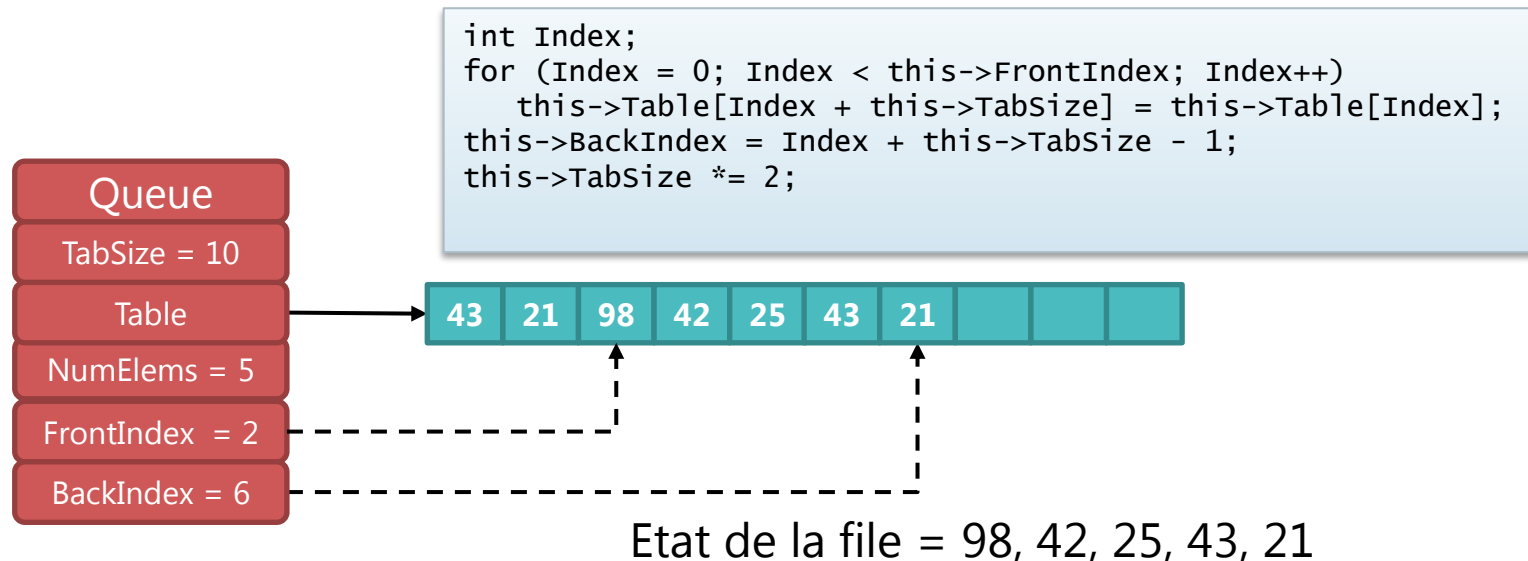 int Index;
for (Index = 0; Index < this->FrontIndex; Index++)
this->Table[Index + this->TabSize] = this->Table[Index];
this->BackIndex = Index + this->TabSize - 1;
this->TabSize *= 2;
Queue
TabSize = 10
Table
NumElems = 5
FrontIndex = 2
BackIndex = 6
43 21 98 42 25 43 21
Etat de la file = 98, 42, 25, 43, 21